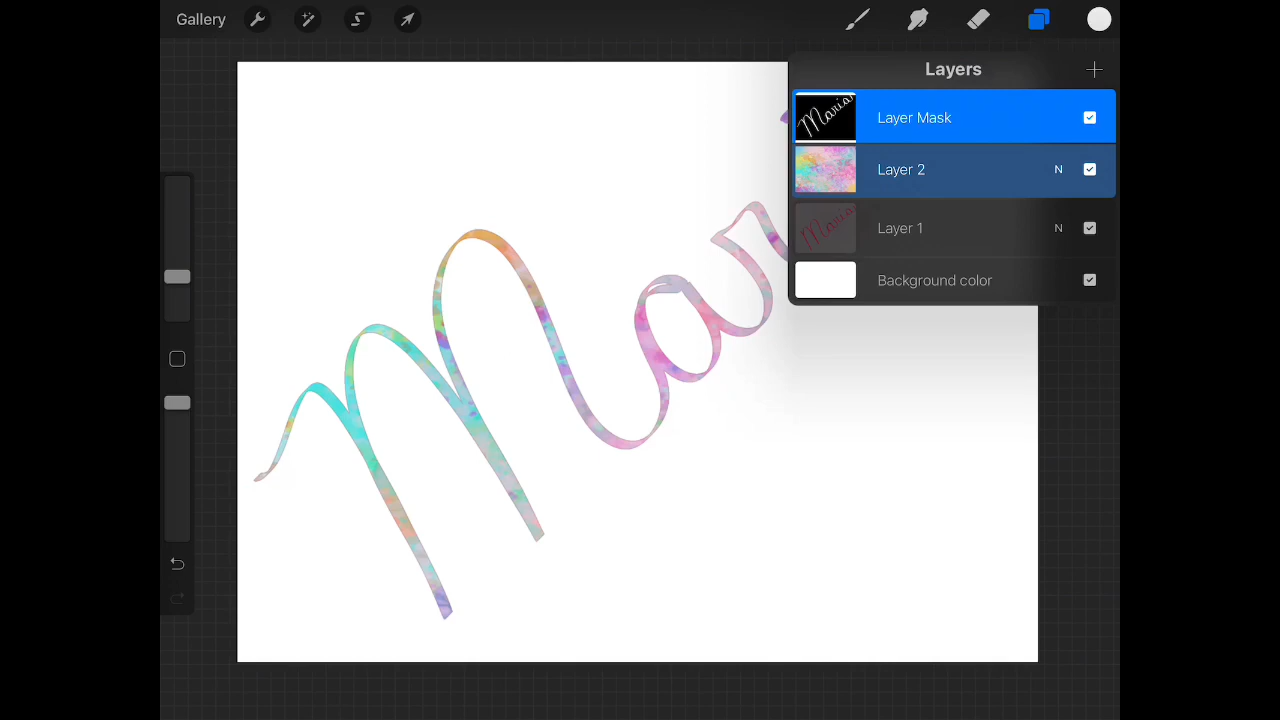 Gallery
Layers
Layer Mask
Layer 2 N
Layer 1 N
Background color
Mar